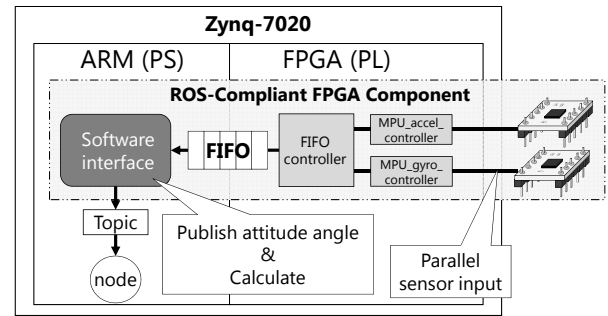 Zynq-7020
ARM (PS)
FPGA (PL)
ROS-Compliant FPGA Component
Software
interface
FIFO
FIFO
controller
MPU_accel_
controller
MPU_gyro_
controller
Topic
node
Publish attitude angle
&
Calculate
Parallel
sensor input